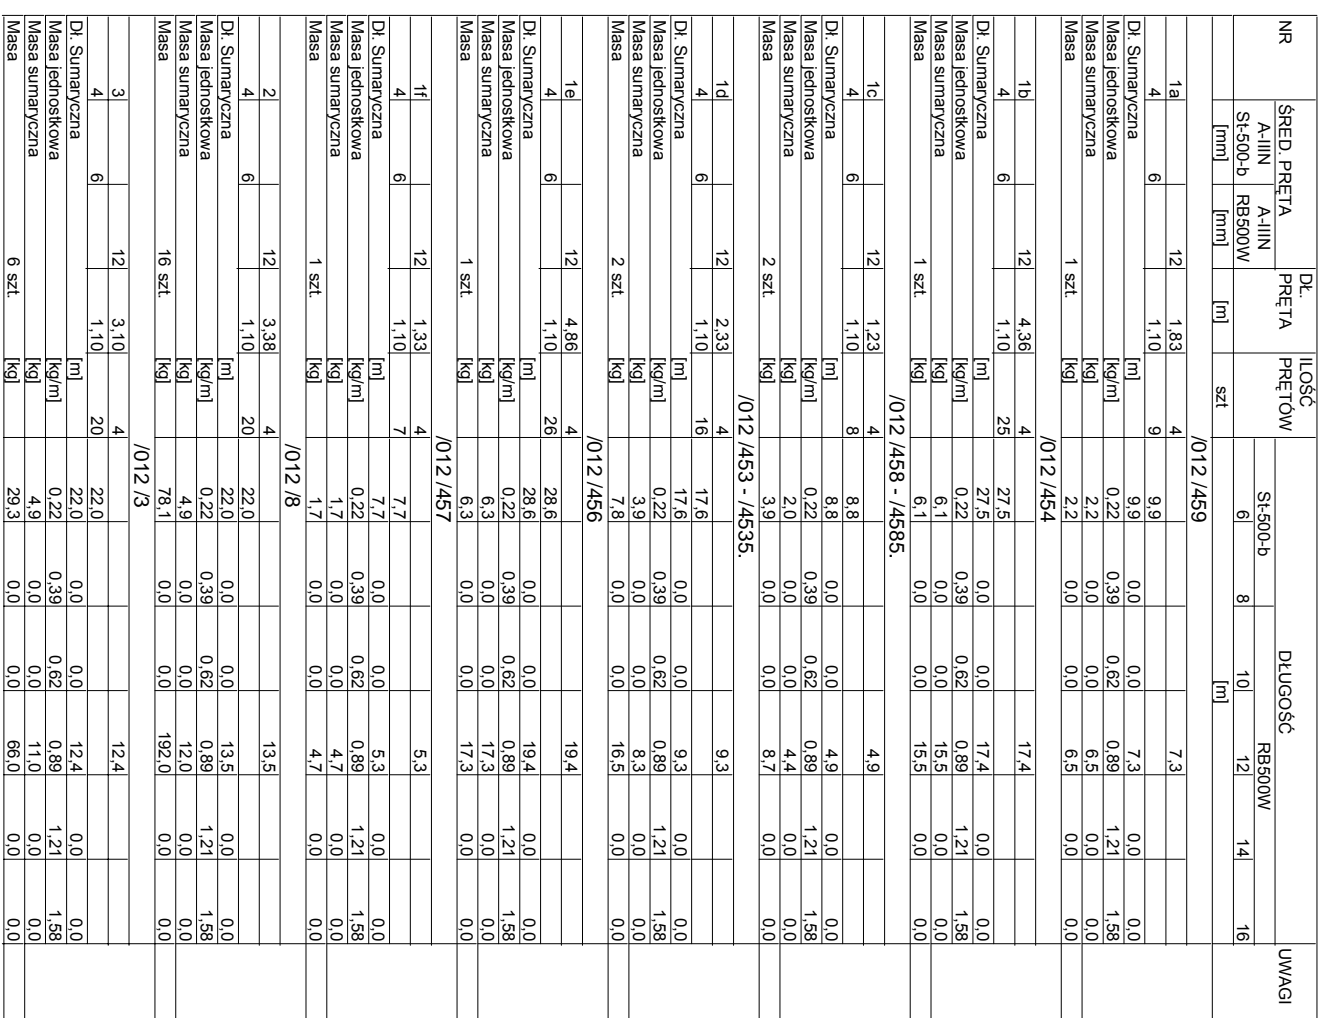 NR ŚRED. PRĘTA DŁ. PRĘTA ILOŚĆ PRĘTÓW DŁUGOŚĆ UWAGI
A-IIIN A-IIIN St-500-b RB500W
St-500-b RB500W 6 8 10 12 14 16
[mm] [mm] [m] szt [m]
/012 /459
1a 12 1,83 4 7,3
4 6 1,10 9 9,9
Dł. Sumaryczna [m] 9,9 0,0 0,0 7,3 0,0 0,0
Masa jednostkowa [kg/m] 0,22 0,39 0,62 0,89 1,21 1,58
Masa sumaryczna [kg] 2,2 0,0 0,0 6,5 0,0 0,0
Masa 1 szt. [kg] 2,2 0,0 0,0 6,5 0,0 0,0
/012 /454
1b 12 4,36 4 17,4
4 6 1,10 25 27,5
Dł. Sumaryczna [m] 27,5 0,0 0,0 17,4 0,0 0,0
Masa jednostkowa [kg/m] 0,22 0,39 0,62 0,89 1,21 1,58
Masa sumaryczna [kg] 6,1 0,0 0,0 15,5 0,0 0,0
Masa 1 szt. [kg] 6,1 0,0 0,0 15,5 0,0 0,0
/012 /458 - /4585.
1c 12 1,23 4 4,9
4 6 1,10 8 8,8
Dł. Sumaryczna [m] 8,8 0,0 0,0 4,9 0,0 0,0
Masa jednostkowa [kg/m] 0,22 0,39 0,62 0,89 1,21 1,58
Masa sumaryczna [kg] 2,0 0,0 0,0 4,4 0,0 0,0
Masa 2 szt. [kg] 3,9 0,0 0,0 8,7 0,0 0,0
/012 /453 - /4535.
1d 12 2,33 4 9,3
4 6 1,10 16 17,6
Dł. Sumaryczna [m] 17,6 0,0 0,0 9,3 0,0 0,0
Masa jednostkowa [kg/m] 0,22 0,39 0,62 0,89 1,21 1,58
Masa sumaryczna [kg] 3,9 0,0 0,0 8,3 0,0 0,0
Masa 2 szt. [kg] 7,8 0,0 0,0 16,5 0,0 0,0
/012 /456
1e 12 4,86 4 19,4
4 6 1,10 26 28,6
Dł. Sumaryczna [m] 28,6 0,0 0,0 19,4 0,0 0,0
Masa jednostkowa [kg/m] 0,22 0,39 0,62 0,89 1,21 1,58
Masa sumaryczna [kg] 6,3 0,0 0,0 17,3 0,0 0,0
Masa 1 szt. [kg] 6,3 0,0 0,0 17,3 0,0 0,0
/012 /457
1f 12 1,33 4 5,3
4 6 1,10 7 7,7
Dł. Sumaryczna [m] 7,7 0,0 0,0 5,3 0,0 0,0
Masa jednostkowa [kg/m] 0,22 0,39 0,62 0,89 1,21 1,58
Masa sumaryczna [kg] 1,7 0,0 0,0 4,7 0,0 0,0
Masa 1 szt. [kg] 1,7 0,0 0,0 4,7 0,0 0,0
/012 /8
2 12 3,38 4 13,5
4 6 1,10 20 22,0
Dł. Sumaryczna [m] 22,0 0,0 0,0 13,5 0,0 0,0
Masa jednostkowa [kg/m] 0,22 0,39 0,62 0,89 1,21 1,58
Masa sumaryczna [kg] 4,9 0,0 0,0 12,0 0,0 0,0
Masa 16 szt. [kg] 78,1 0,0 0,0 192,0 0,0 0,0
/012 /3
3 12 3,10 4 12,4
4 6 1,10 20 22,0
Dł. Sumaryczna [m] 22,0 0,0 0,0 12,4 0,0 0,0
Masa jednostkowa [kg/m] 0,22 0,39 0,62 0,89 1,21 1,58
Masa sumaryczna [kg] 4,9 0,0 0,0 11,0 0,0 0,0
Masa 6 szt. [kg] 29,3 0,0 0,0 66,0 0,0 0,0